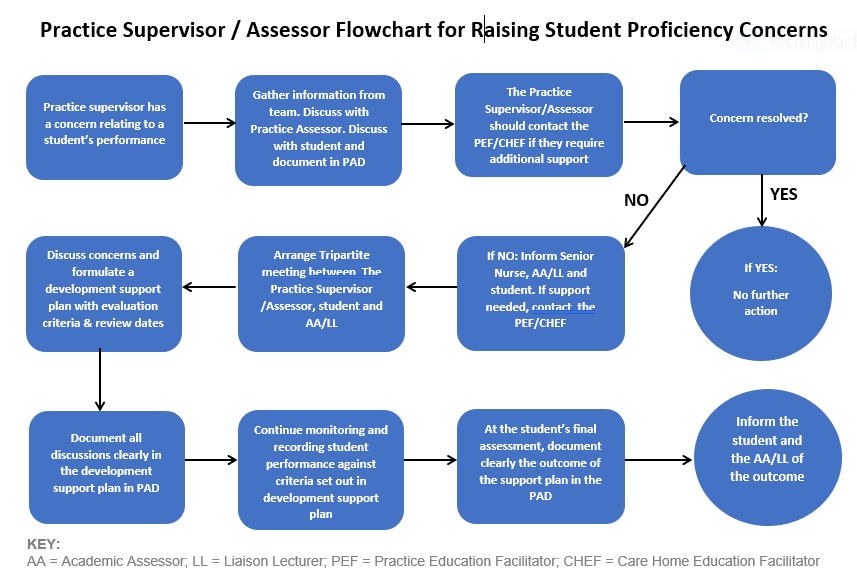 Practice Supervisor / Assessor Flowchart for Raising Student Proficiency Concerns
Practice supervisor has
a concern relating to a
student's performance
Gather information from
team. Discuss with
Practice Assessor. Discuss
with student and
document in PAD
The Practice
Supervisor/Assessor
should contact the
PEF/CHEF if they require
additional support
Concern resolved?
NO
YES
If YES:
No further
action
If NO: Inform Senior
Nurse, AA/LL and
student. If support
needed, contact the
PEF/CHEF
Arrange Tripartite
meeting between The
Practice Supervisor
/Assessor, student and
AA/LL
Discuss concerns and
formulate a
development support
plan with evaluation
criteria & review dates
Document all
discussions clearly in
the development
support plan in PAD
Continue monitoring and
recording student
performance against
criteria set out in
development support
plan
At the student's final
assessment, document
clearly the outcome of
the support plan in the
PAD
Inform the
student and
the AA/LL of
the outcome
KEY:
AA = Academic Assessor; LL = Liaison Lecturer; PEF = Practice Education Facilitator; CHEF = Care Home Education Facilitator